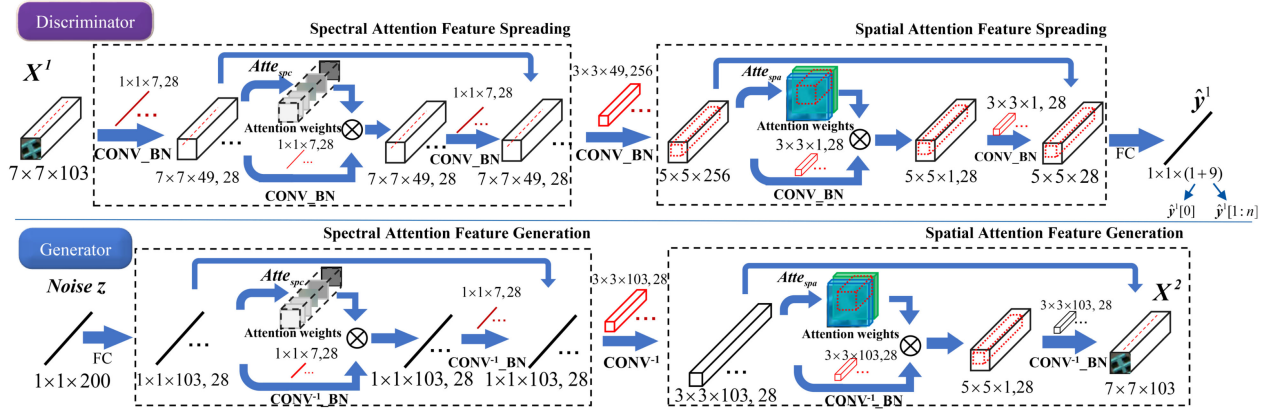 Discriminator
Spectral Attention Feature Spreading
Spatial Attention Feature Spreading
X¹
1×1×7, 28
...
CONV_BN
7×7×103
...
7×7×49, 28
Atte_spc
Attention weights
1×1×7,28
...
CONV_BN
...
7×7×49, 28
1×1×7, 28
...
CONV_BN
...
7×7×49, 28
3×3×49, 256
...
CONV_BN
5×5×256
Atte_spa
Attention weights
3×3×1,28
...
CONV_BN
5×5×1,28
3×3×1, 28
...
CONV_BN
5×5×28
FC
ŷ¹
1×1×(1+9)
ŷ¹[0]
ŷ¹[1:n]
Generator
Spectral Attention Feature Generation
Spatial Attention Feature Generation
Noise z
FC
1×1×200
...
1×1×103, 28
Atte_spc
Attention weights
1×1×7,28
...
CONV⁻¹_BN
...
1×1×103, 28
1×1×7, 28
...
CONV⁻¹_BN
...
1×1×103, 28
3×3×103, 28
...
CONV⁻¹
3×3×103, 28
Atte_spa
Attention weights
3×3×103,28
...
CONV⁻¹_BN
5×5×1,28
3×3×103, 28
...
CONV⁻¹_BN
X²
7×7×103